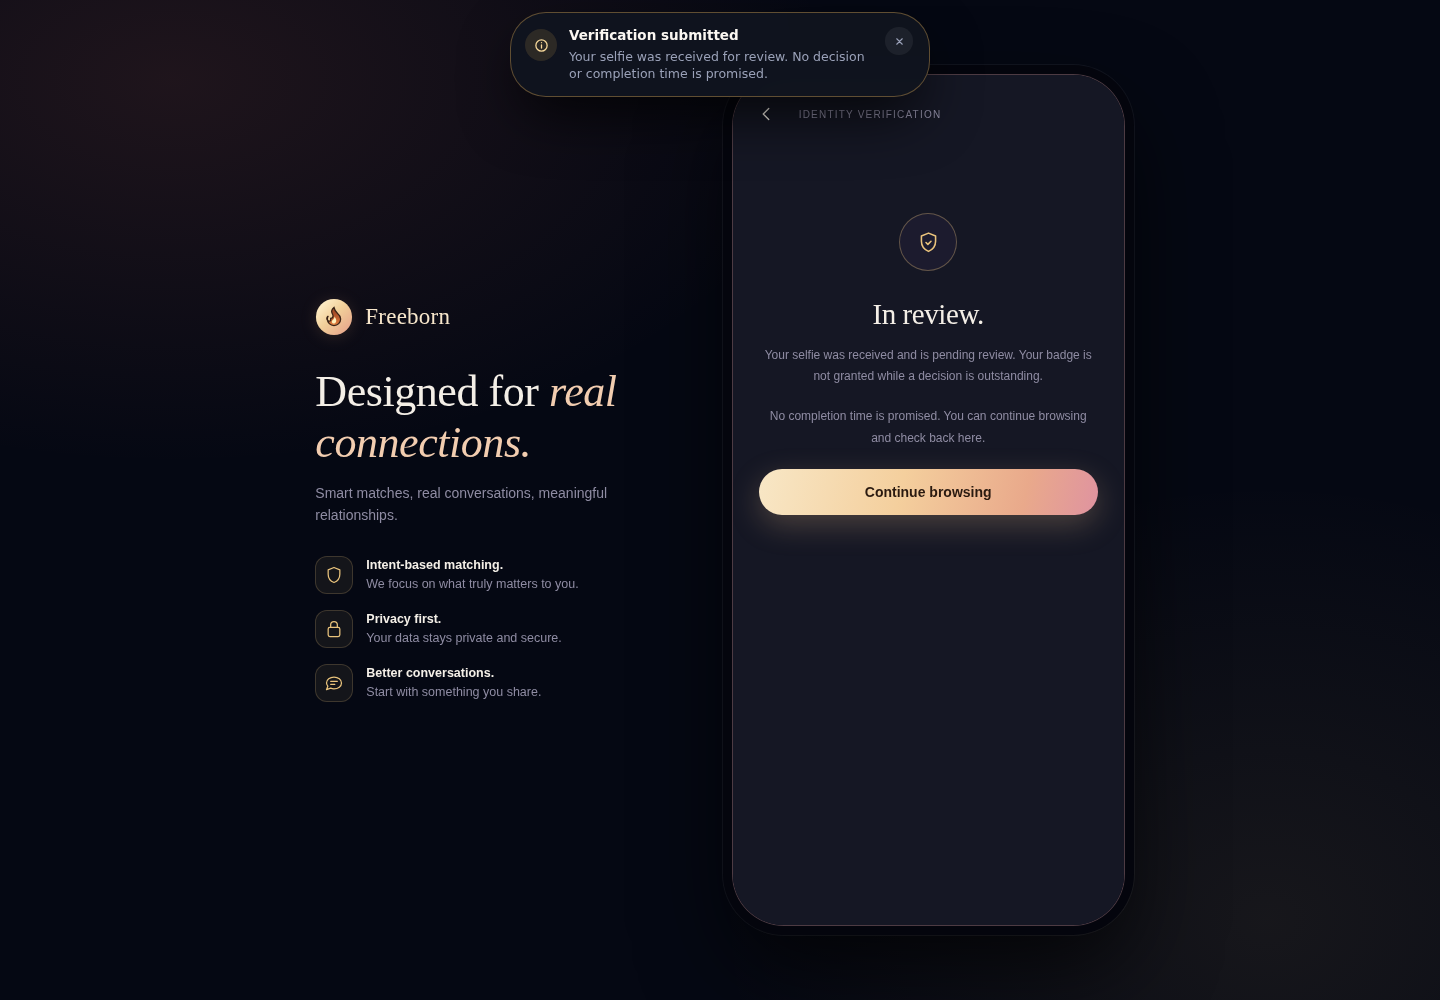 Verification submitted
Your selfie was received for review. No decision
or completion time is promised.
IDENTITY VERIFICATION
Freeborn
Designed for real
connections.
Smart matches, real conversations, meaningful
relationships.
Intent-based matching.
We focus on what truly matters to you.
Privacy first.
Your data stays private and secure.
Better conversations.
Start with something you share.
In review.
Your selfie was received and is pending review. Your badge is
not granted while a decision is outstanding.
No completion time is promised. You can continue browsing
and check back here.
Continue browsing